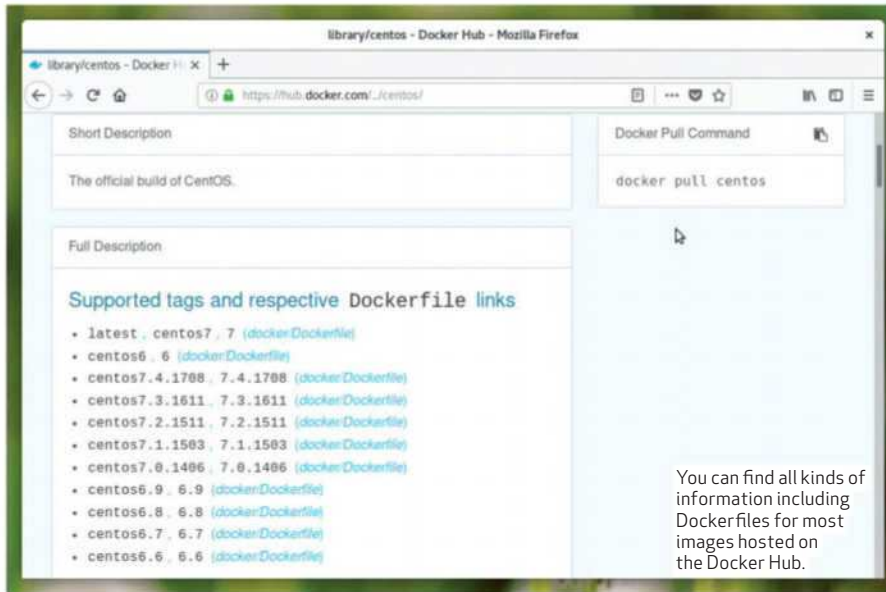 library/centos - Docker Hub - Mozilla Firefox
library/centos - Docker H
https://hub.docker.com/_/centos/
Short Description
The official build of CentOS.
Docker Pull Command
docker pull centos
Full Description
Supported tags and respective Dockerfile links
• latest, centos7, 7 (docker/Dockerfile)
• centos6, 6 (docker/Dockerfile)
• centos7.4.1708, 7.4.1708 (docker/Dockerfile)
• centos7.3.1611, 7.3.1611 (docker/Dockerfile)
• centos7.2.1511, 7.2.1511 (docker/Dockerfile)
• centos7.1.1503, 7.1.1503 (docker/Dockerfile)
• centos7.0.1406, 7.0.1406 (docker/Dockerfile)
• centos6.9, 6.9 (docker/Dockerfile)
• centos6.8, 6.8 (docker/Dockerfile)
• centos6.7, 6.7 (docker/Dockerfile)
• centos6.6, 6.6 (docker/Dockerfile)
You can find all kinds of
information including
Dockerfiles for most
images hosted on
the Docker Hub.